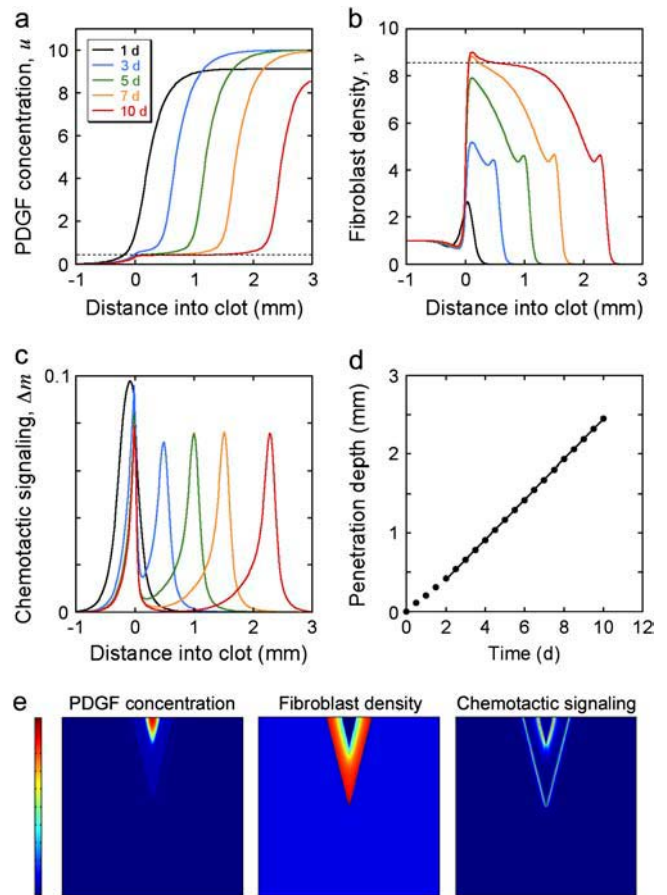 a
PDGF concentration, u
10
8
6
4
2
0
1 d
3 d
5 d
7 d
10 d
-1 0 1 2 3
Distance into clot (mm)
b
Fibroblast density, v
10
8
6
4
2
0
-1 0 1 2 3
Distance into clot (mm)
c
Chemotactic signaling, Δm
0.1
0
-1 0 1 2 3
Distance into clot (mm)
d
Penetration depth (mm)
3
2
1
0
0 2 4 6 8 10 12
Time (d)
e
PDGF concentration Fibroblast density Chemotactic signaling